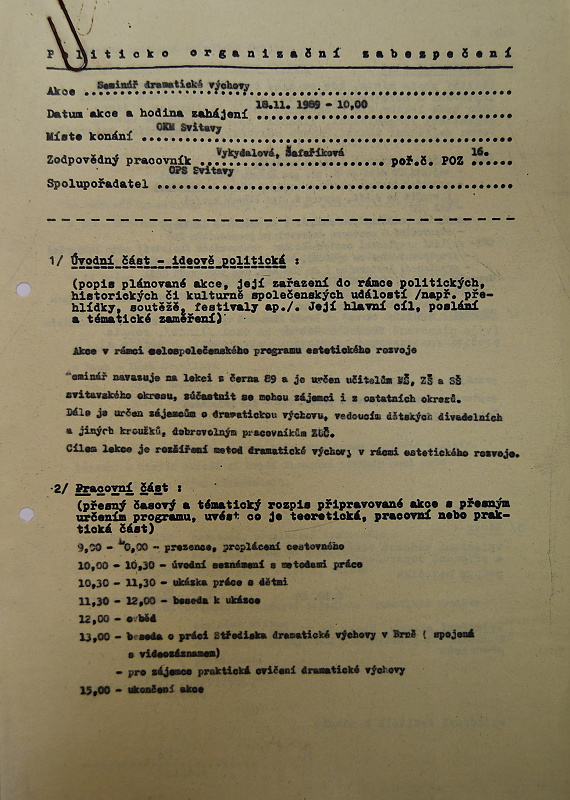 Politicko organizační zabezpečení
Akce Seminář dramatické výchovy
Datum akce a hodina zahájení 18.11. 1989 - 10,00
Místo konání OKM Svitavy
Zodpovědný pracovník Vykydalová, Šafaříková poř.č. POZ 16.
Spolupořadatel OPS Svitavy
1/ Úvodní část - ideově politická :
(popis plánované akce, její zařazení do rámce politických,
historických či kulturně společenských událostí /např. pře-
hlídky, soutěžě, festivaly ap./. Její hlavní cíl, poslání
a tématické zaměření)
Akce v rámci celospolečenského programu estetického rozvoje
Seminář navazuje na lekci z černa 89 a je určen učitelům MŠ, ZŠ a SŠ
svitavského okresu, zúčastnit se mohou zájemci i z ostatních okresů.
Dále je určen zájemcům o dramatickou výchovu, vedoucím dětských divadelních
a jiných kroužků, dobrovolným pracovníkům ZUČ.
Cílem lekce je rozšíření metod dramatické výchovy v rámci estetického rozvoje.
2/ Pracovní část :
(přesný časový a tématický rozpis připravované akce s přesným
určením programu, uvést co je teoretická, pracovní nebo prak-
tická část)
9,00 - 10,00 - prezence, proplácení cestovného
10,00 - 10,30 - úvodní seznámení s metodami práce
10,30 - 11,30 - ukázka práce s dětmi
11,30 - 12,00 - beseda k ukázce
12,00 - oběd
13,00 - beseda o práci Střediska dramatické výchovy v Brně ( spojená
s videozáznamem)
- pro zájemce praktická cvičení dramatické výchovy
15,00 - ukončení akce